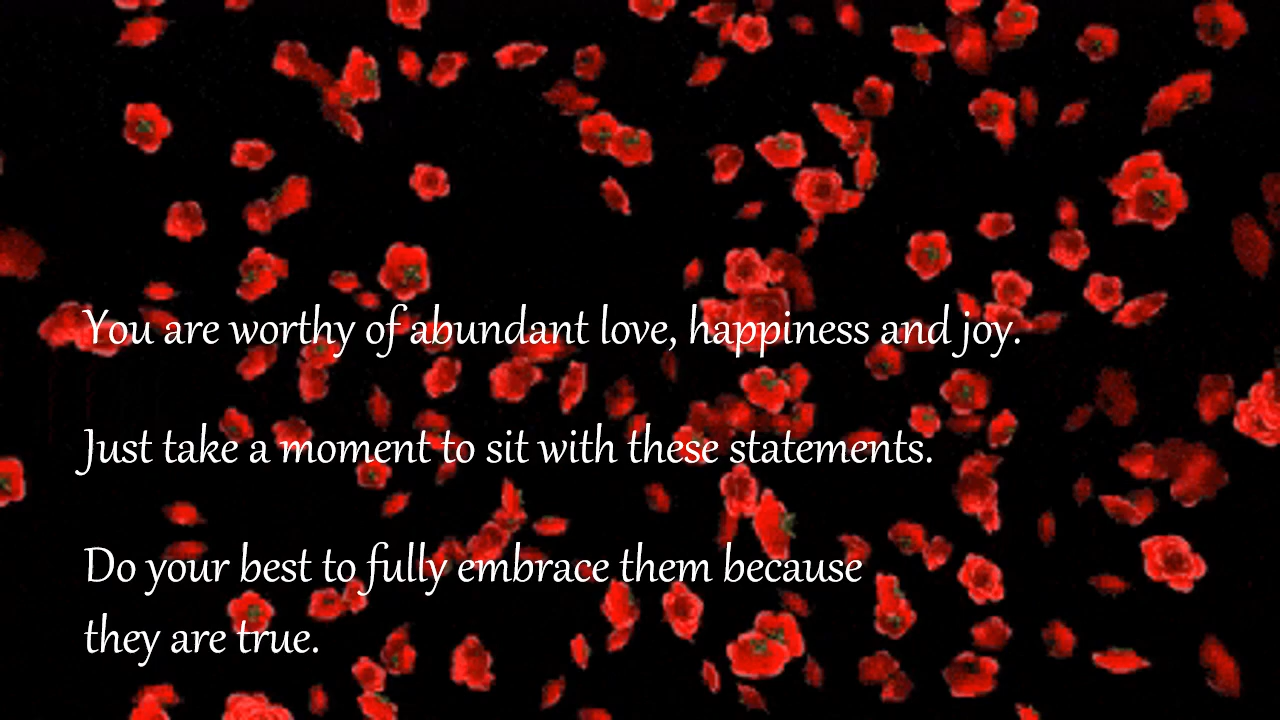 You are worthy of abundant love, happiness and joy.
Just take a moment to sit with these statements.
Do your best to fully embrace them because
they are true.